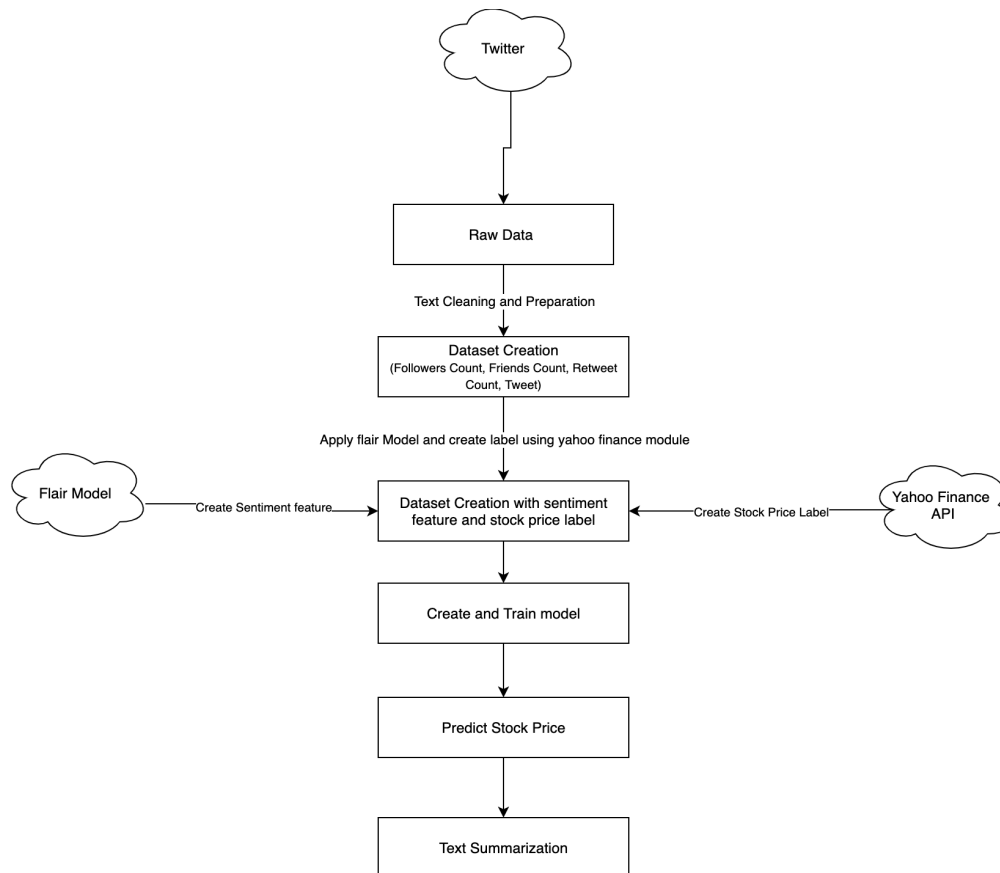 Twitter
Raw Data
Text Cleaning and Preparation
Dataset Creation
(Followers Count, Friends Count, Retweet
Count, Tweet)
Apply flair Model and create label using yahoo finance module
Flair Model
Create Sentiment feature
Dataset Creation with sentiment
feature and stock price label
Create Stock Price Label
Yahoo Finance
API
Create and Train model
Predict Stock Price
Text Summarization